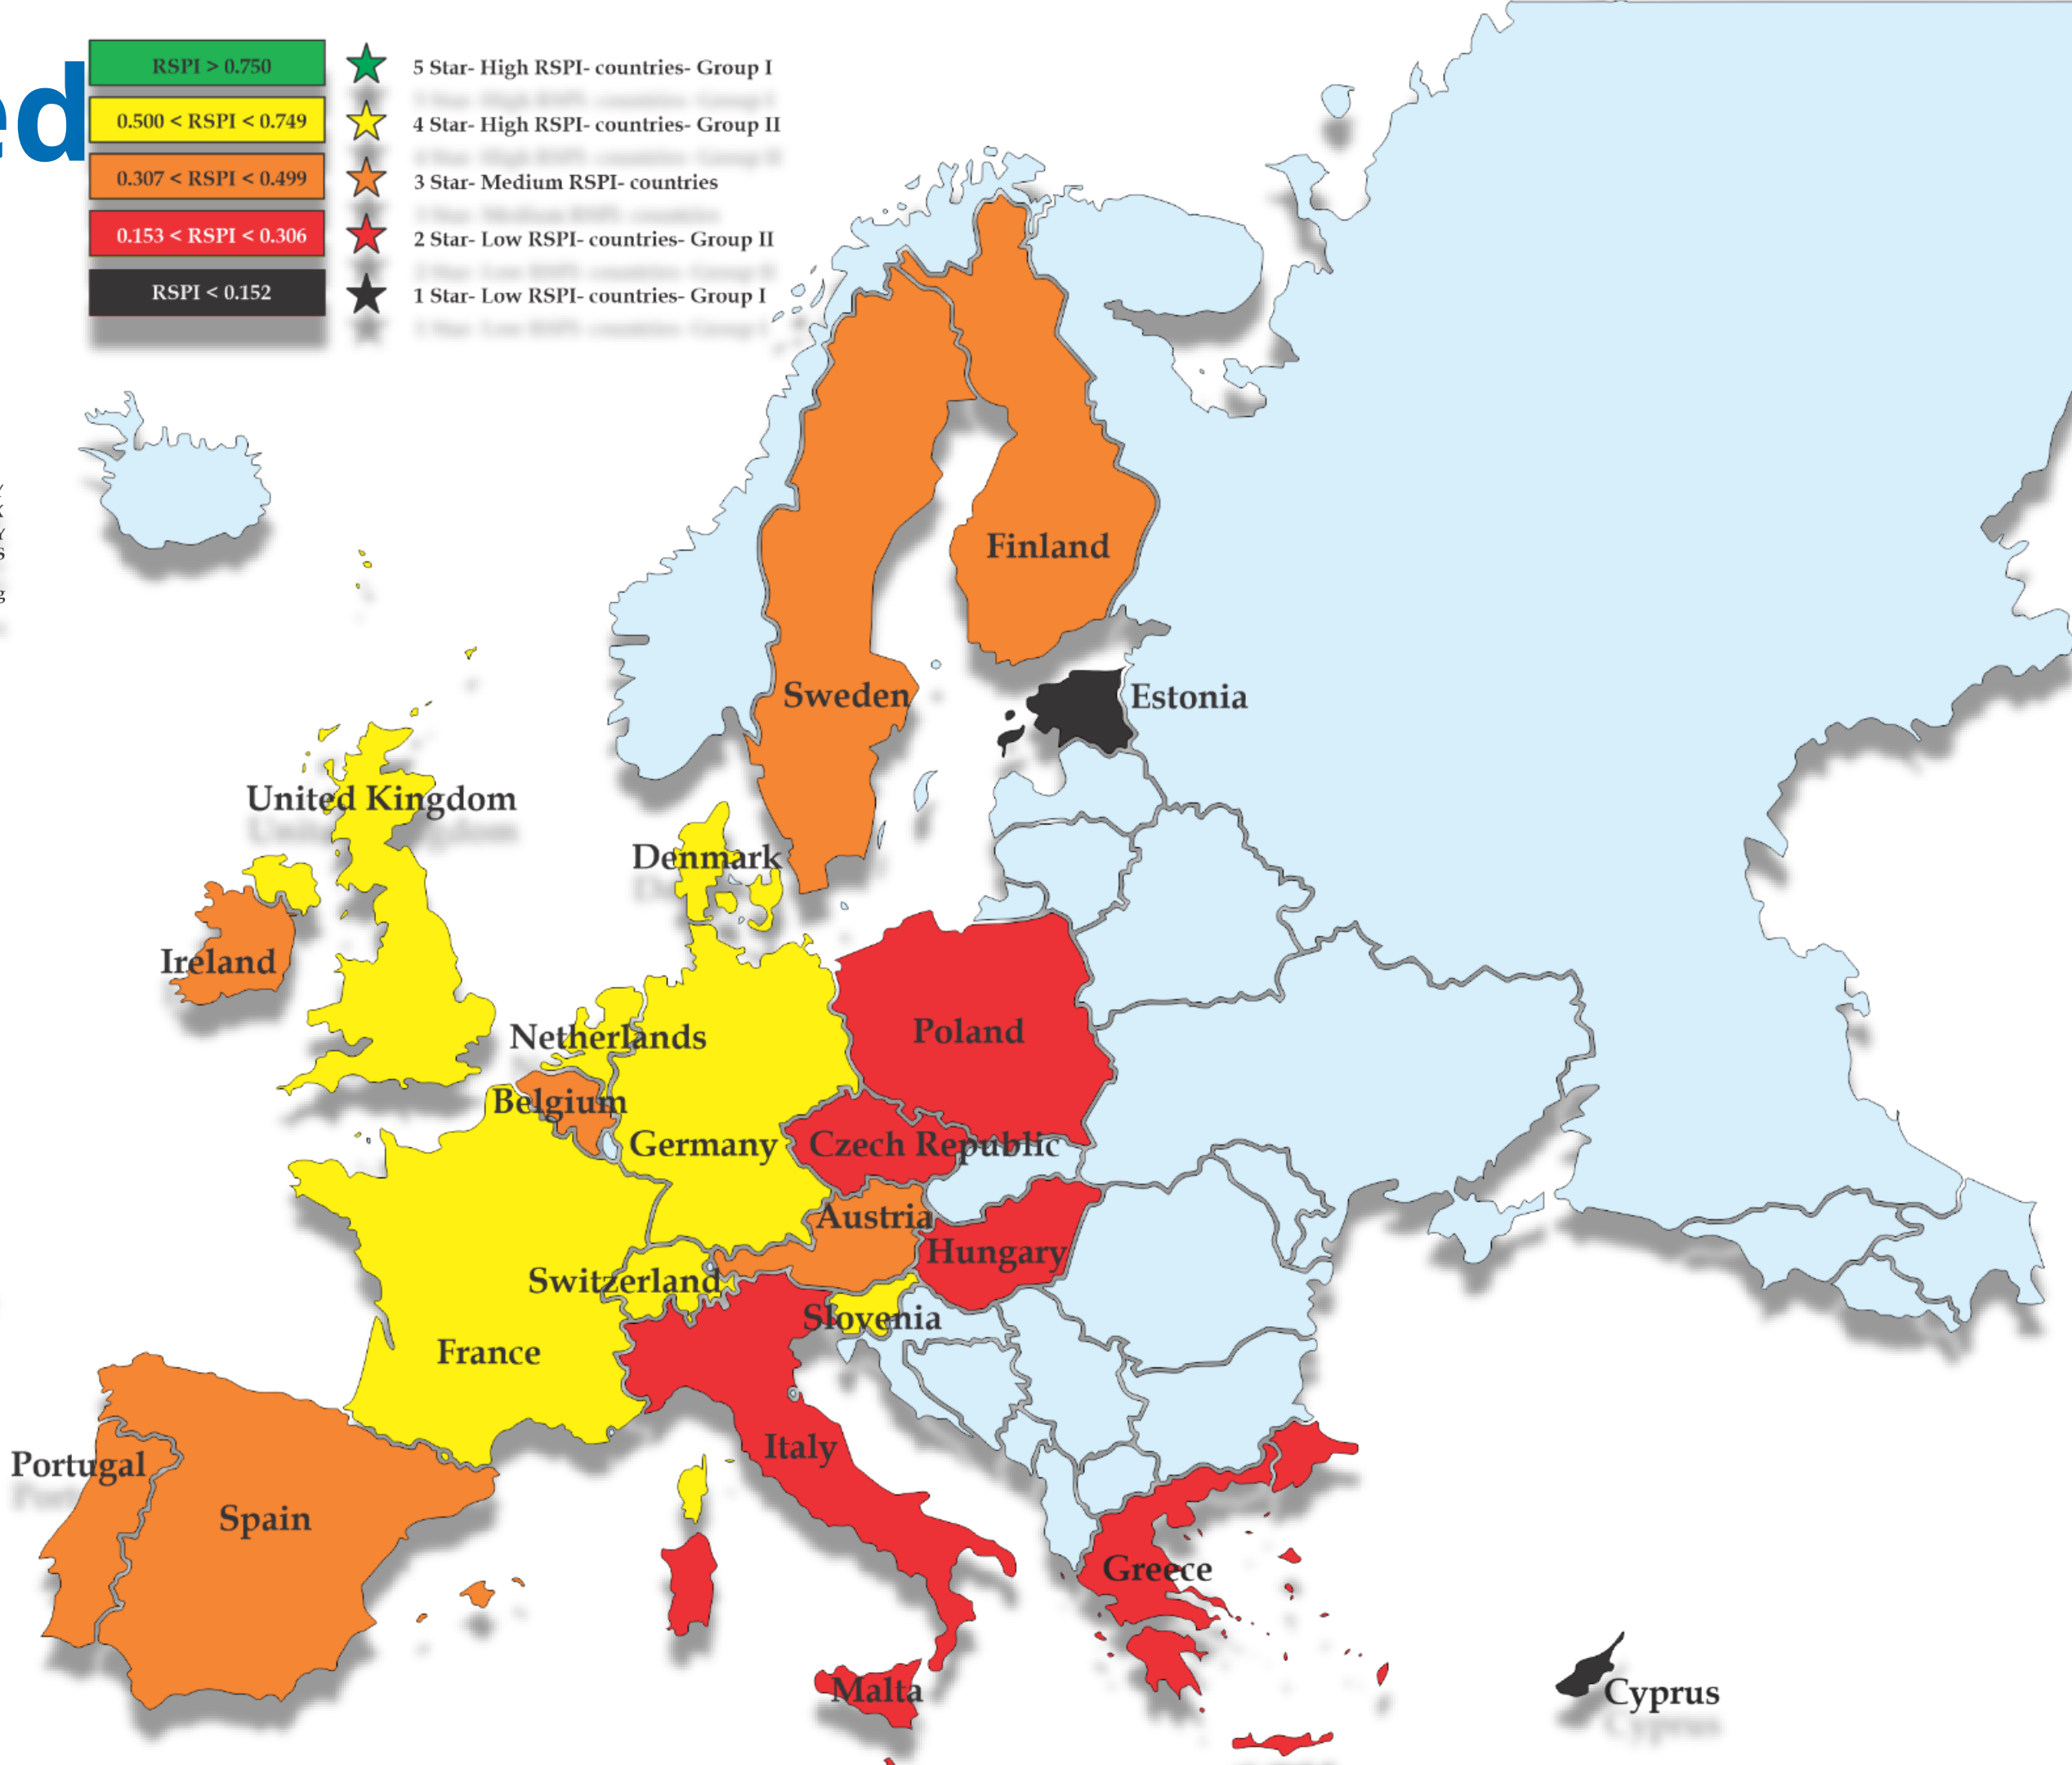 ed
RSPI > 0.750
5 Star- High RSPI- countries- Group I
0.500 < RSPI < 0.749
4 Star- High RSPI- countries- Group II
0.307 < RSPI < 0.499
3 Star- Medium RSPI- countries
0.153 < RSPI < 0.306
2 Star- Low RSPI- countries- Group II
RSPI < 0.152
1 Star- Low RSPI- countries- Group I
Y
K
Y
S
g
Finland
Sweden
Estonia
United Kingdom
Denmark
Ireland
Netherlands
Poland
Belgium
Germany
Czech Republic
Austria
Hungary
Switzerland
Slovenia
France
Italy
Portugal
Spain
Greece
Malta
Cyprus